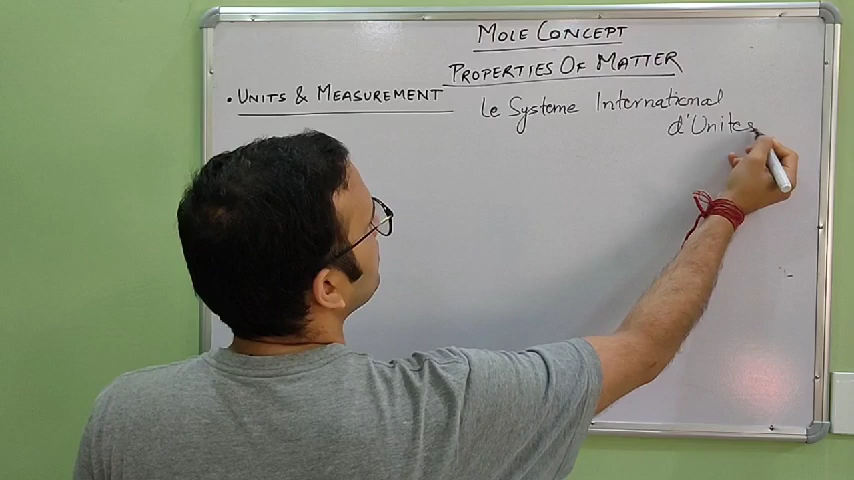 MOLE CONCEPT
PROPERTIES OF MATTER
• UNITS & MEASUREMENT
Le Systeme International
d'Unites